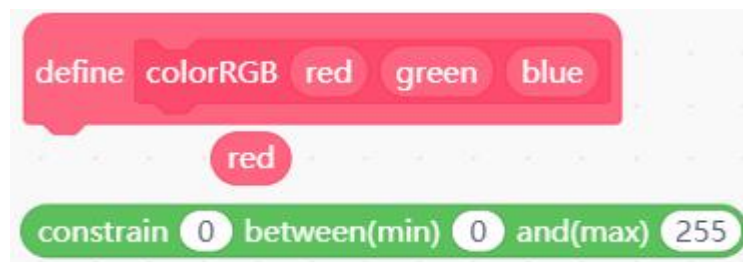 define colorRGB red green blue
red
constrain 0 between(min) 0 and(max) 255